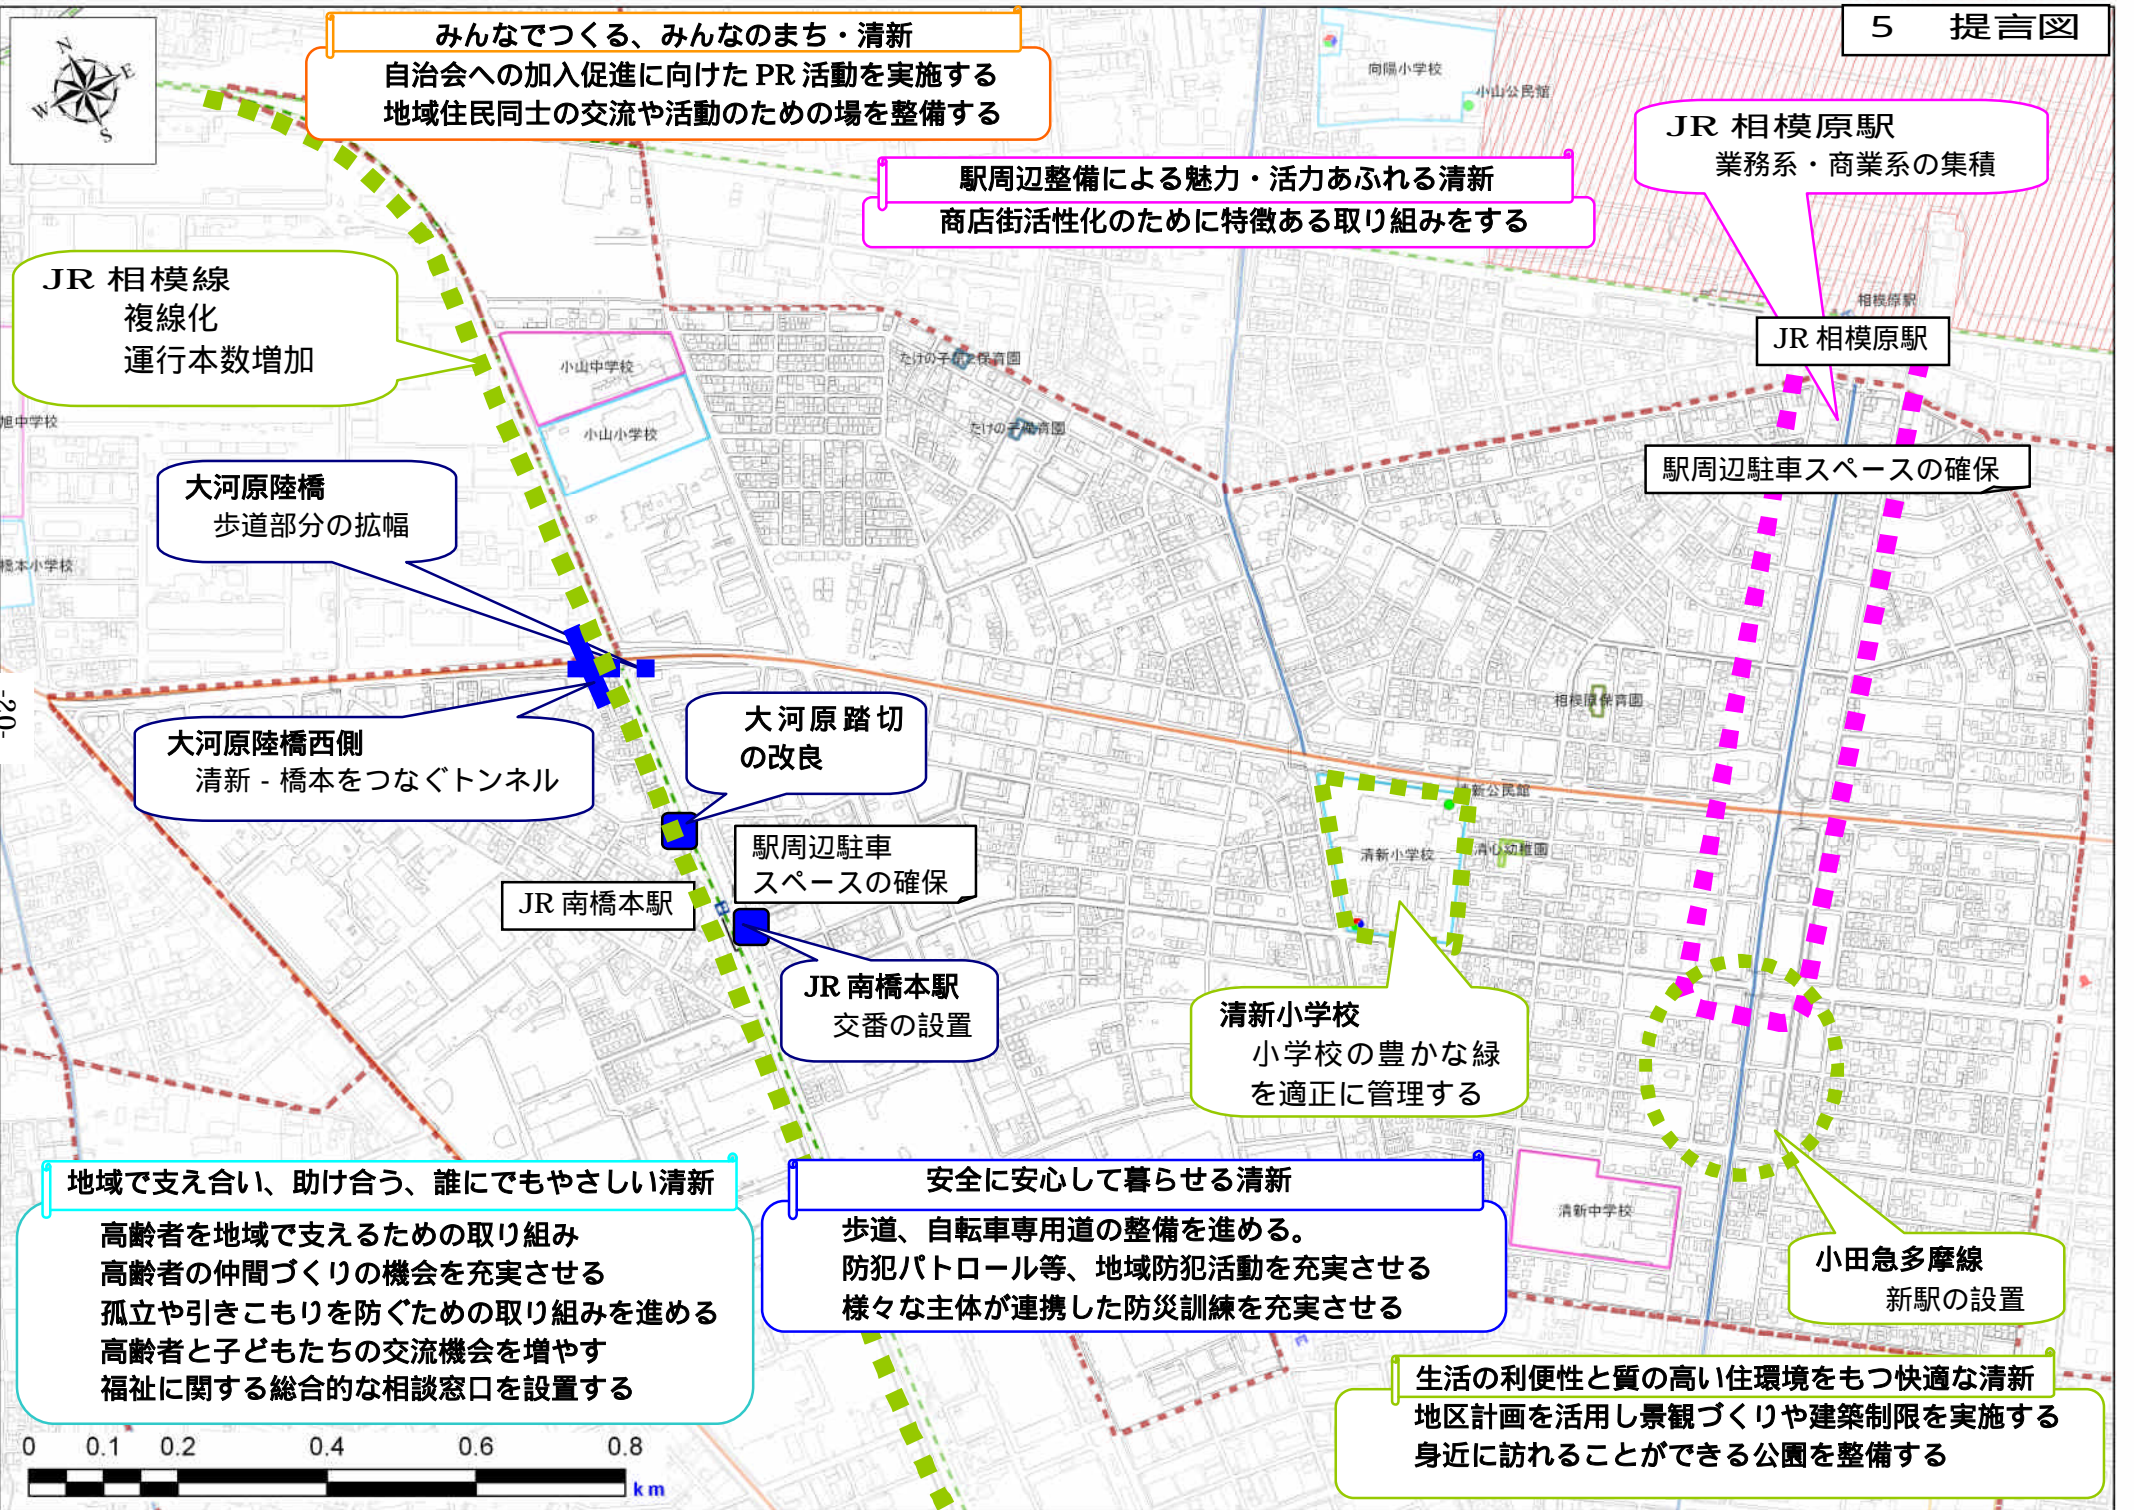 5 提言図
N
E
W
S
みんなでつくる、みんなのまち・清新
自治会への加入促進に向けた PR 活動を実施する
地域住民同士の交流や活動のための場を整備する
向陽小学校
小山公民館
JR 相模原駅
業務系・商業系の集積
駅周辺整備による魅力・活力あふれる清新
商店街活性化のために特徴ある取り組みをする
JR 相模線
複線化
運行本数増加
相模原駅
JR 相模原駅
小山中学校
たけの子第二保育園
旭中学校
小山小学校
たけの子保育園
駅周辺駐車スペースの確保
大河原陸橋
歩道部分の拡幅
橋本小学校
-20-
相模原保育園
大河原踏切
の改良
大河原陸橋西側
清新 - 橋本をつなぐトンネル
清新公民館
駅周辺駐車
スペースの確保
清新小学校
清心幼稚園
JR 南橋本駅
JR 南橋本駅
交番の設置
清新小学校
小学校の豊かな緑
を適正に管理する
地域で支え合い、助け合う、誰にでもやさしい清新
高齢者を地域で支えるための取り組み
高齢者の仲間づくりの機会を充実させる
孤立や引きこもりを防ぐための取り組みを進める
高齢者と子どもたちの交流機会を増やす
福祉に関する総合的な相談窓口を設置する
安全に安心して暮らせる清新
歩道、自転車専用道の整備を進める。
防犯パトロール等、地域防犯活動を充実させる
様々な主体が連携した防災訓練を充実させる
清新中学校
小田急多摩線
新駅の設置
生活の利便性と質の高い住環境をもつ快適な清新
地区計画を活用し景観づくりや建築制限を実施する
身近に訪れることができる公園を整備する
0 0.1 0.2 0.4 0.6 0.8
km